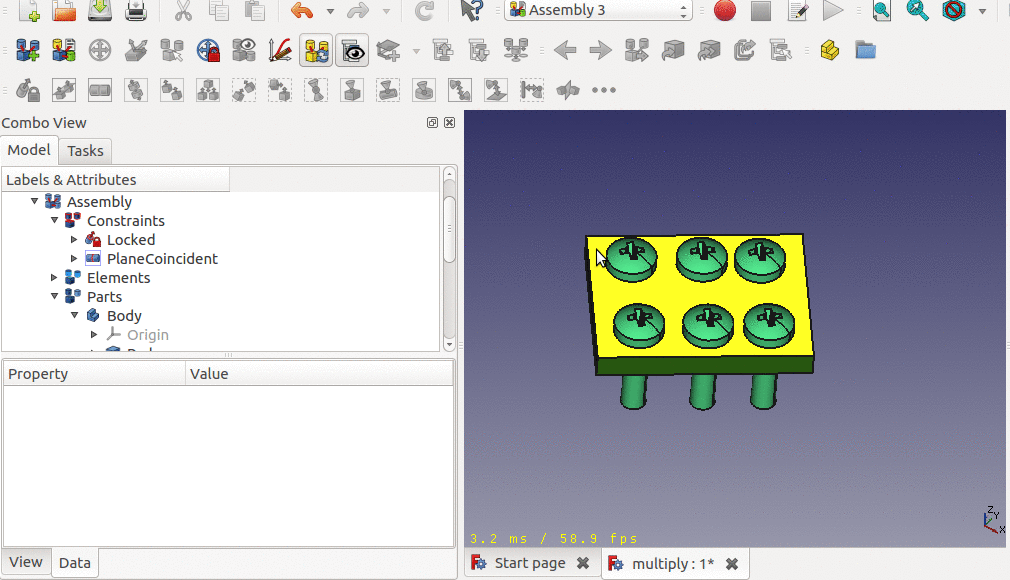 Assembly 3
Combo View
Model
Tasks
Labels & Attributes
Assembly
Constraints
Locked
PlaneCoincident
Elements
Parts
Body
Origin
Property
Value
View
Data
3.2 ms / 58.9 fps
Z
Y
X
Start page
multiply : 1*